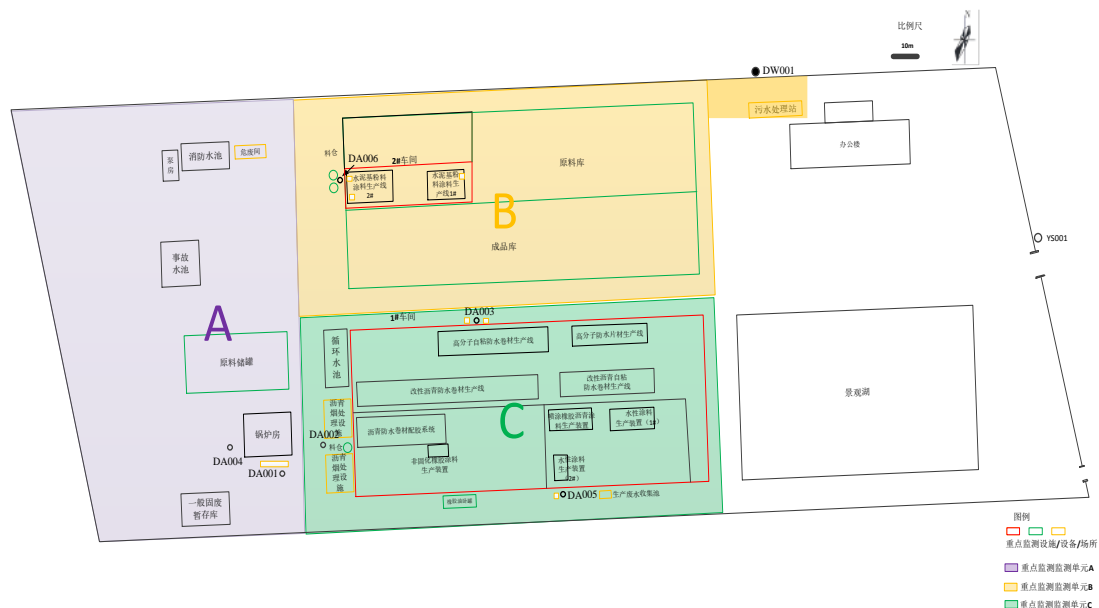 比例尺
10m
N
DW001
污水处理站
办公楼
泵
房
消防水池
危废间
料仓
DA006
2#车间
水泥基粉料
涂料生产线
2#
水泥基粉
料涂料生
产线1#
原料库
B
成品库
YS001
事故
水池
A
原料储罐
1#车间
DA003
循
环
水
池
高分子自粘防水卷材生产线
高分子防水片材生产线
改性沥青防水卷材生产线
改性沥青自粘
防水卷材生产线
景观湖
沥青
烟处
理设
施
沥青防水卷材配胶系统
C
喷涂橡胶沥青涂
料生产装置
水性涂料
生产装置（1#）
锅炉房
DA002
料仓
DA004
DA001
沥青
烟处
理设
施
非固化橡胶涂料
生产装置
水性涂料
生产装置
（2#）
一般固废
暂存库
DA005
生产废水收集池
图例
重点监测设施/设备/场所
重点监测监测单元A
重点监测监测单元B
重点监测监测单元C